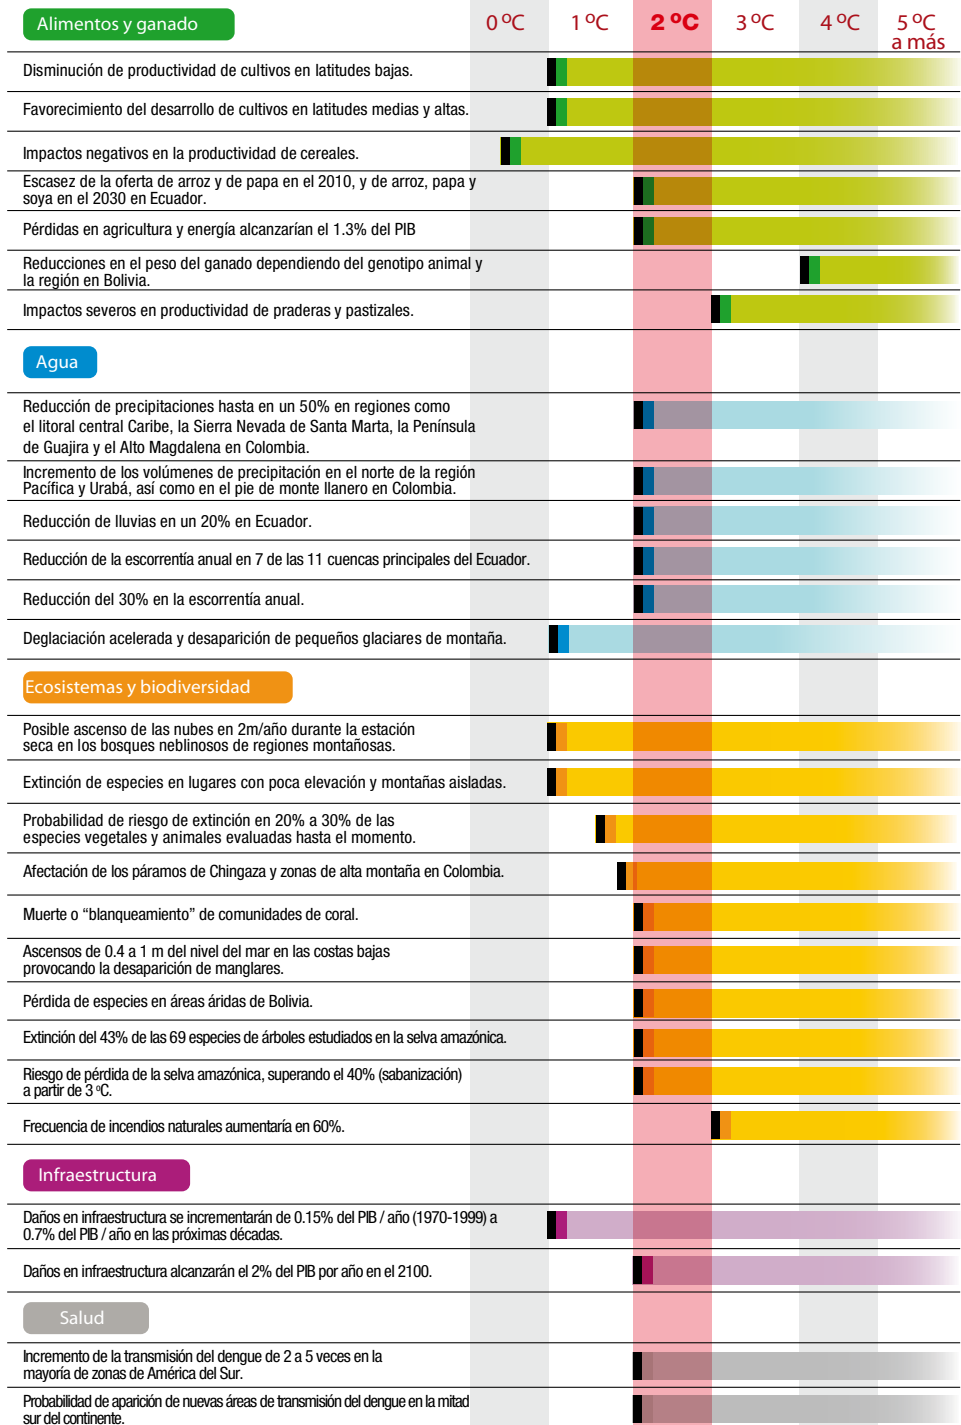 Alimentos y ganado
0 ºC 1 ºC 2 ºC 3 ºC 4 ºC 5 ºC
a más
Disminución de productividad de cultivos en latitudes bajas.
Favorecimiento del desarrollo de cultivos en latitudes medias y altas.
Impactos negativos en la productividad de cereales.
Escasez de la oferta de arroz y de papa en el 2010, y de arroz, papa y
soya en el 2030 en Ecuador.
Pérdidas en agricultura y energía alcanzarían el 1.3% del PIB
Reducciones en el peso del ganado dependiendo del genotipo animal y
la región en Bolivia.
Impactos severos en productividad de praderas y pastizales.
Agua
Reducción de precipitaciones hasta en un 50% en regiones como
el litoral central Caribe, la Sierra Nevada de Santa Marta, la Península
de Guajira y el Alto Magdalena en Colombia.
Incremento de los volúmenes de precipitación en el norte de la región
Pacífica y Urabá, así como en el pie de monte llanero en Colombia.
Reducción de lluvias en un 20% en Ecuador.
Reducción de la escorrentía anual en 7 de las 11 cuencas principales del Ecuador.
Reducción del 30% en la escorrentía anual.
Deglaciación acelerada y desaparición de pequeños glaciares de montaña.
Ecosistemas y biodiversidad
Posible ascenso de las nubes en 2m/año durante la estación
seca en los bosques neblinosos de regiones montañosas.
Extinción de especies en lugares con poca elevación y montañas aisladas.
Probabilidad de riesgo de extinción en 20% a 30% de las
especies vegetales y animales evaluadas hasta el momento.
Afectación de los páramos de Chingaza y zonas de alta montaña en Colombia.
Muerte o “blanqueamiento” de comunidades de coral.
Ascensos de 0.4 a 1 m del nivel del mar en las costas bajas
provocando la desaparición de manglares.
Pérdida de especies en áreas áridas de Bolivia.
Extinción del 43% de las 69 especies de árboles estudiados en la selva amazónica.
Riesgo de pérdida de la selva amazónica, superando el 40% (sabanización)
a partir de 3 ºC.
Frecuencia de incendios naturales aumentaría en 60%.
Infraestructura
Daños en infraestructura se incrementarán de 0.15% del PIB / año (1970-1999) a
0.7% del PIB / año en las próximas décadas.
Daños en infraestructura alcanzarán el 2% del PIB por año en el 2100.
Salud
Incremento de la transmisión del dengue de 2 a 5 veces en la
mayoría de zonas de América del Sur.
Probabilidad de aparición de nuevas áreas de transmisión del dengue en la mitad
sur del continente.